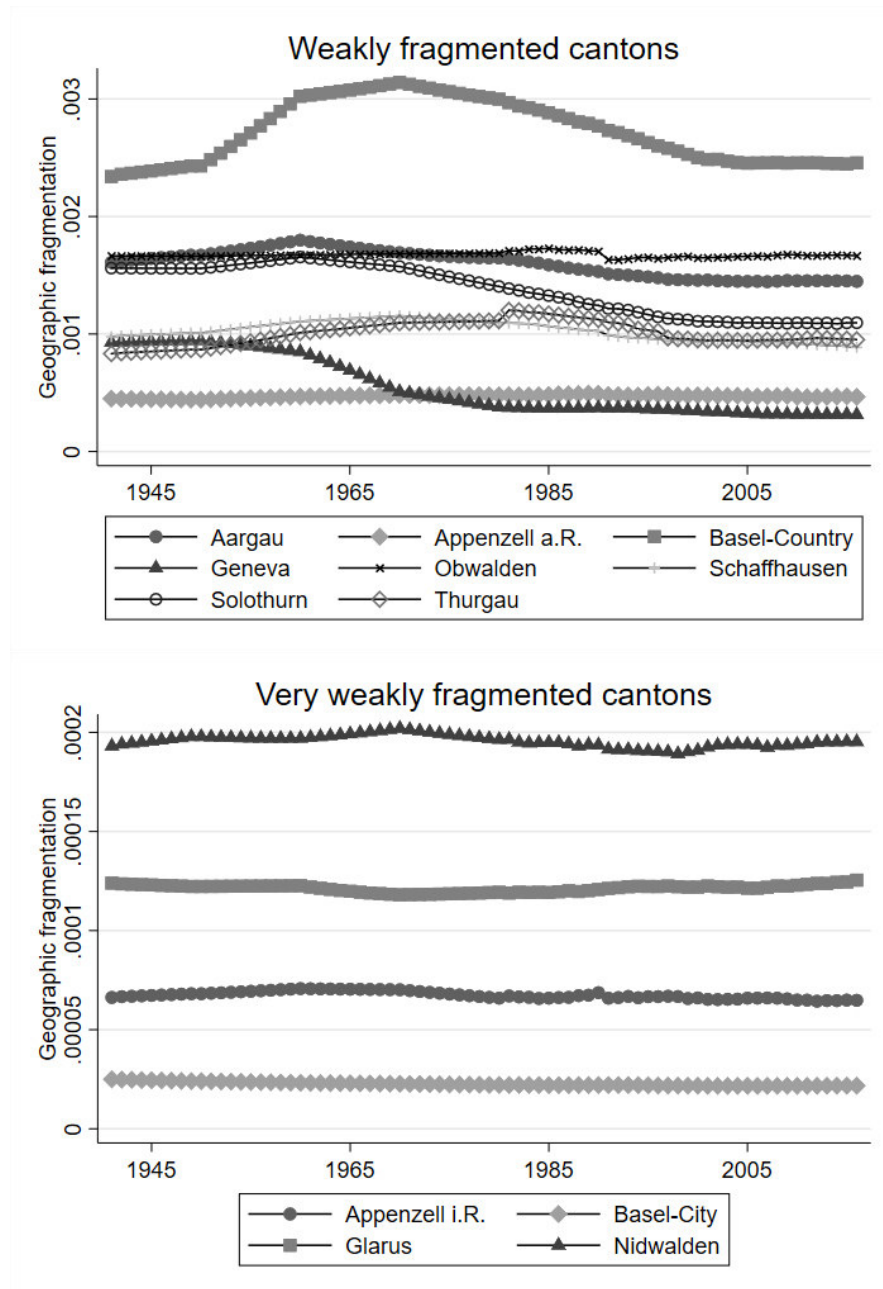 Weakly fragmented cantons
Geographic fragmentation
.003
.002
.001
0
1945 1965 1985 2005
Aargau Appenzell a.R. Basel-Country
Geneva Obwalden Schaffhausen
Solothurn Thurgau
Very weakly fragmented cantons
Geographic fragmentation
.0002
.00015
.0001
.00005
0
1945 1965 1985 2005
Appenzell i.R. Basel-City
Glarus Nidwalden